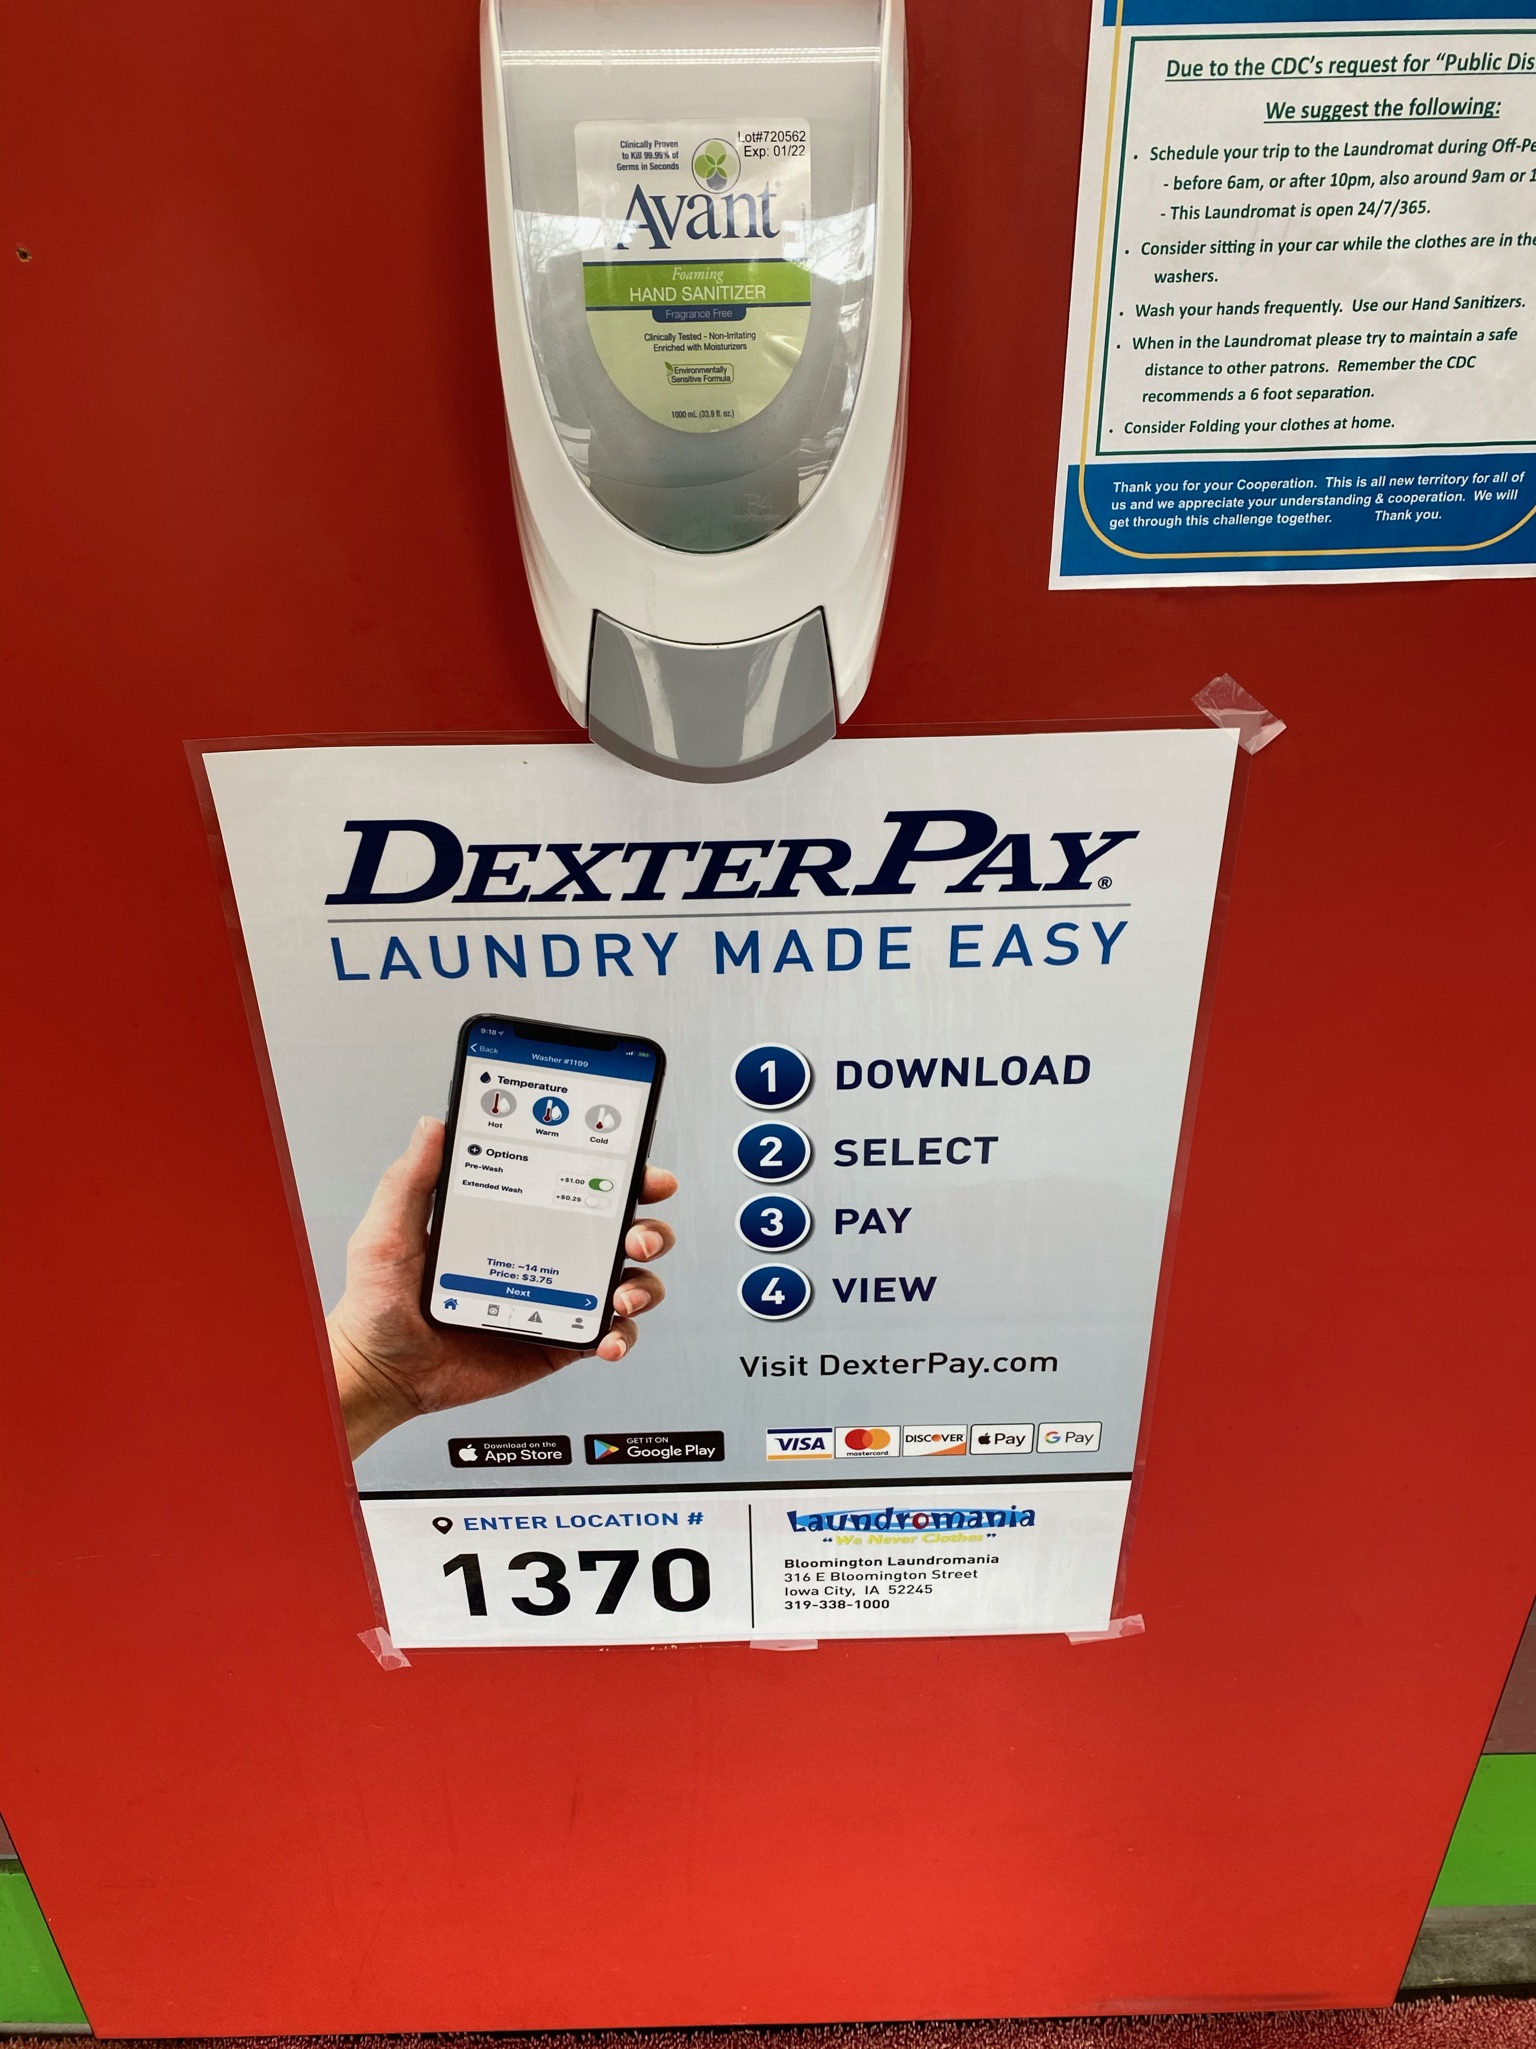 Lot#720562
Exp: 01/22
Clinically Proven
to Kill 99.99% of
Germs in Seconds
Avant
Foaming
HAND SANITIZER
Fragrance Free
Clinically Tested - Non-Irritating
Enriched with Moisturizers
Environmentally
Sensitive Formula
1000 mL (33.9 fl. oz.)
Due to the CDC's request for "Public
We suggest the following:
• Schedule your trip to the Laundromat during
- before 6am, or after 10pm, also around 9am or
- This Laundromat is open 24/7/365.
• Consider sitting in your car while the clothes are in the
washers.
• Wash your hands frequently. Use our Hand Sanitizers.
• When in the Laundromat please try to maintain a safe
distance to other patrons. Remember the CDC
recommends a 6 foot separation.
• Consider Folding your clothes at home.
Thank you for your Cooperation. This is all new territory for all of
us and we appreciate your understanding & cooperation. We will
get through this challenge together. Thank you.
DEXTER PAY®
LAUNDRY MADE EASY
9:18
Back
Washer #1199
Temperature
Hot Warm Cold
Options
Pre-Wash +$1.00
Extended Wash +$0.25
Time: ~14 min
Price: $3.75
Next
1 DOWNLOAD
2 SELECT
3 PAY
4 VIEW
Visit DexterPay.com
Download on the
App Store
GET IT ON
Google Play
VISA
mastercard
DISCOVER
Pay
G Pay
ENTER LOCATION #
1370
Laundromania
"We Never Clothes"
Bloomington Laundromania
316 E Bloomington Street
Iowa City, IA 52245
319-338-1000